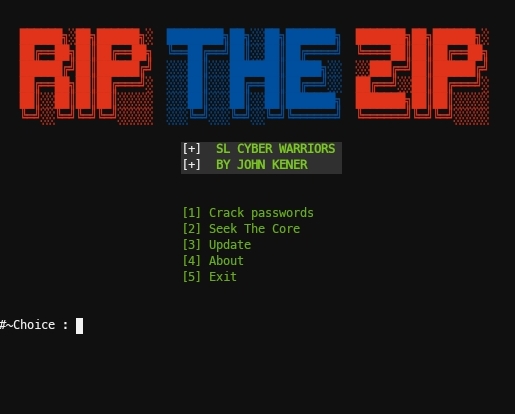 RIP THE ZIP
[+] SL CYBER WARRIORS
[+] BY JOHN KENER
[1] Crack passwords
[2] Seek The Core
[3] Update
[4] About
[5] Exit
#~Choice :